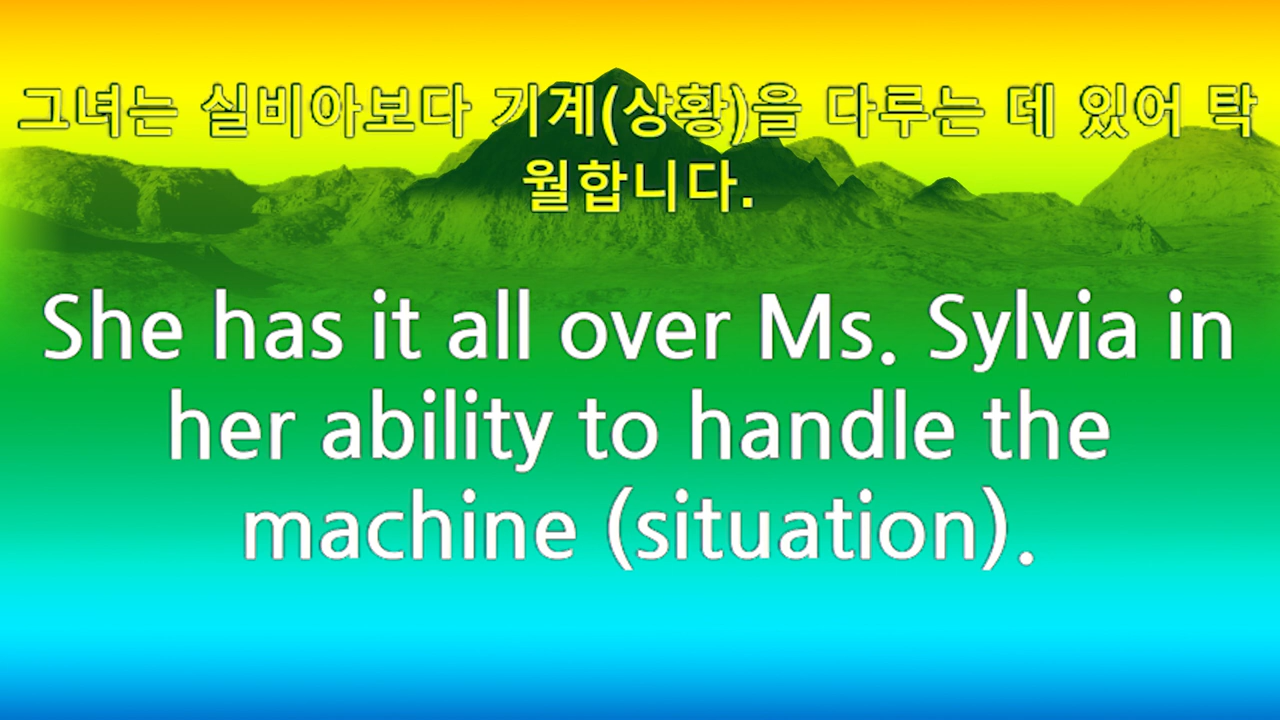 그녀는 실비아보다 기계(상황)을 다루는 데 있어 탁
월합니다.
She has it all over Ms. Sylvia in
her ability to handle the
machine (situation).